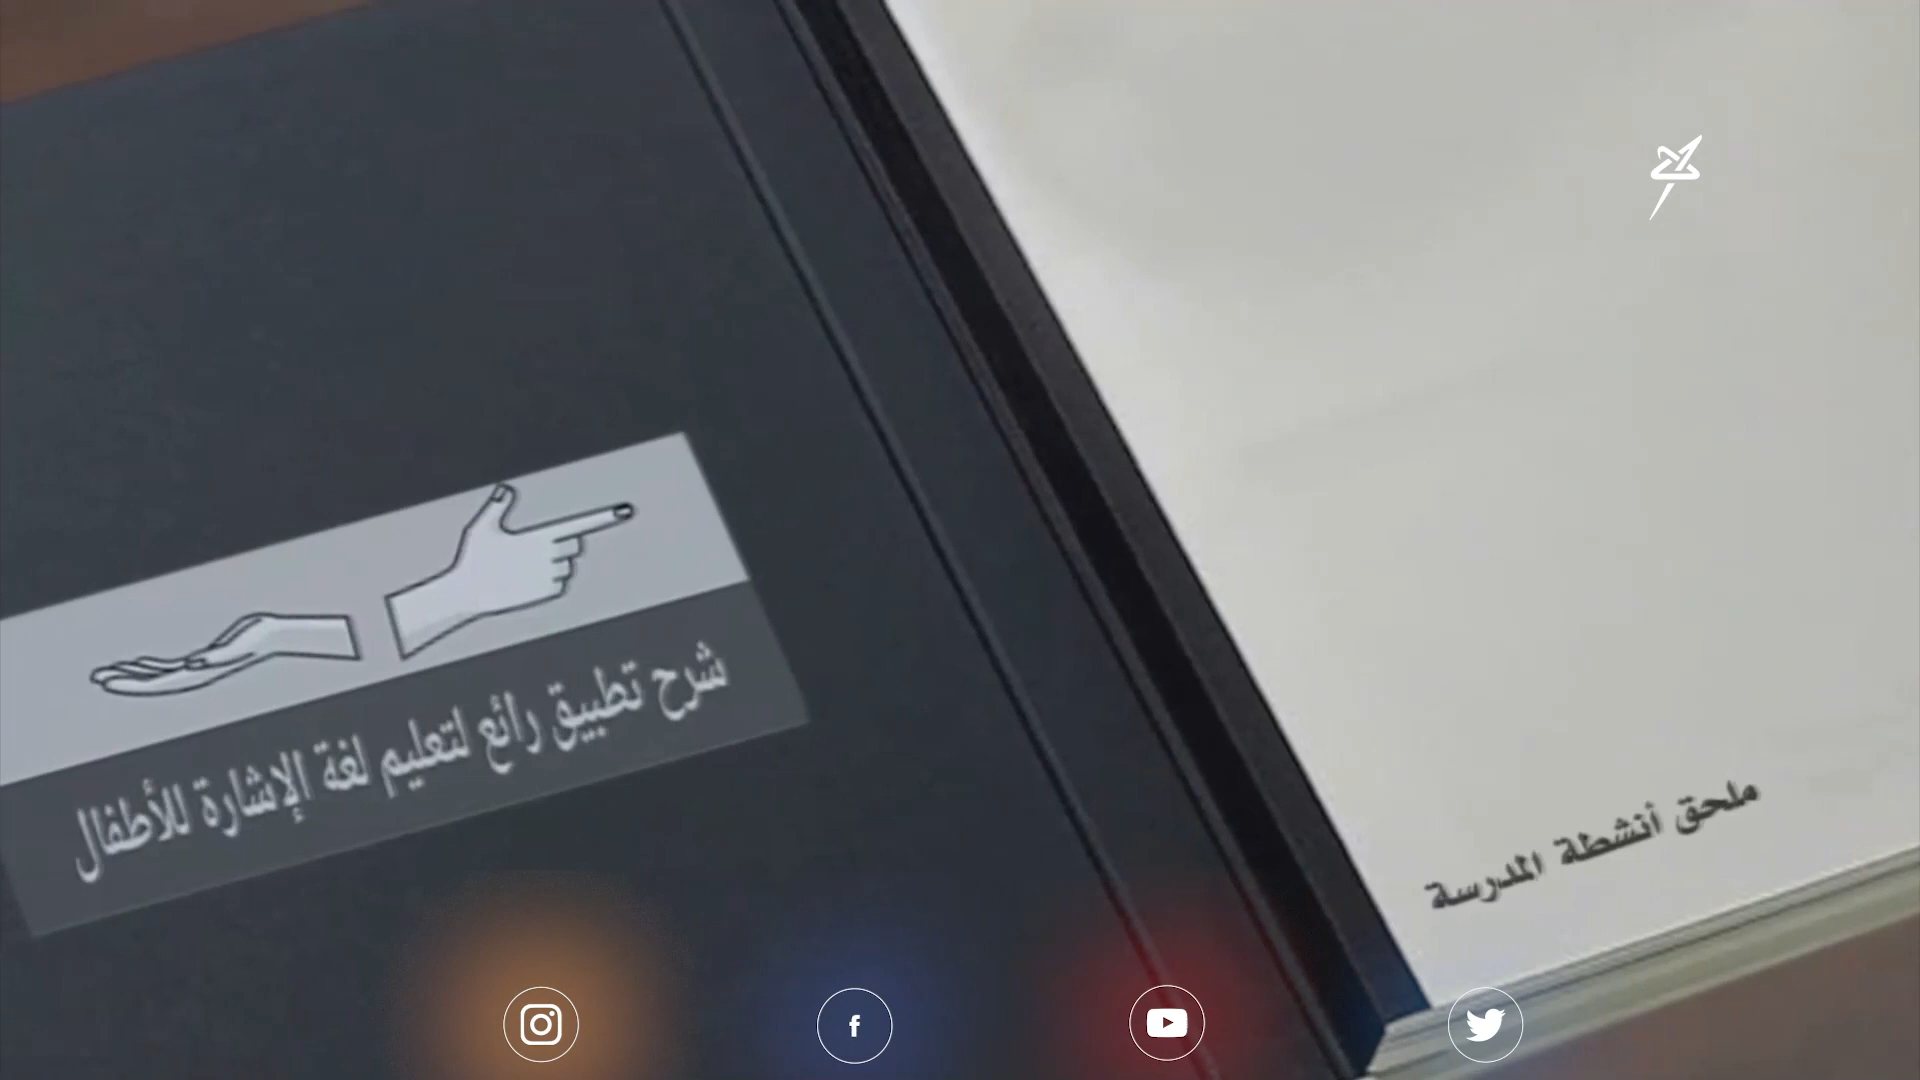 شرح تطبيق رائع لتعليم لغة الإشارة للأطفال
ملحق أنشطة المدرسة